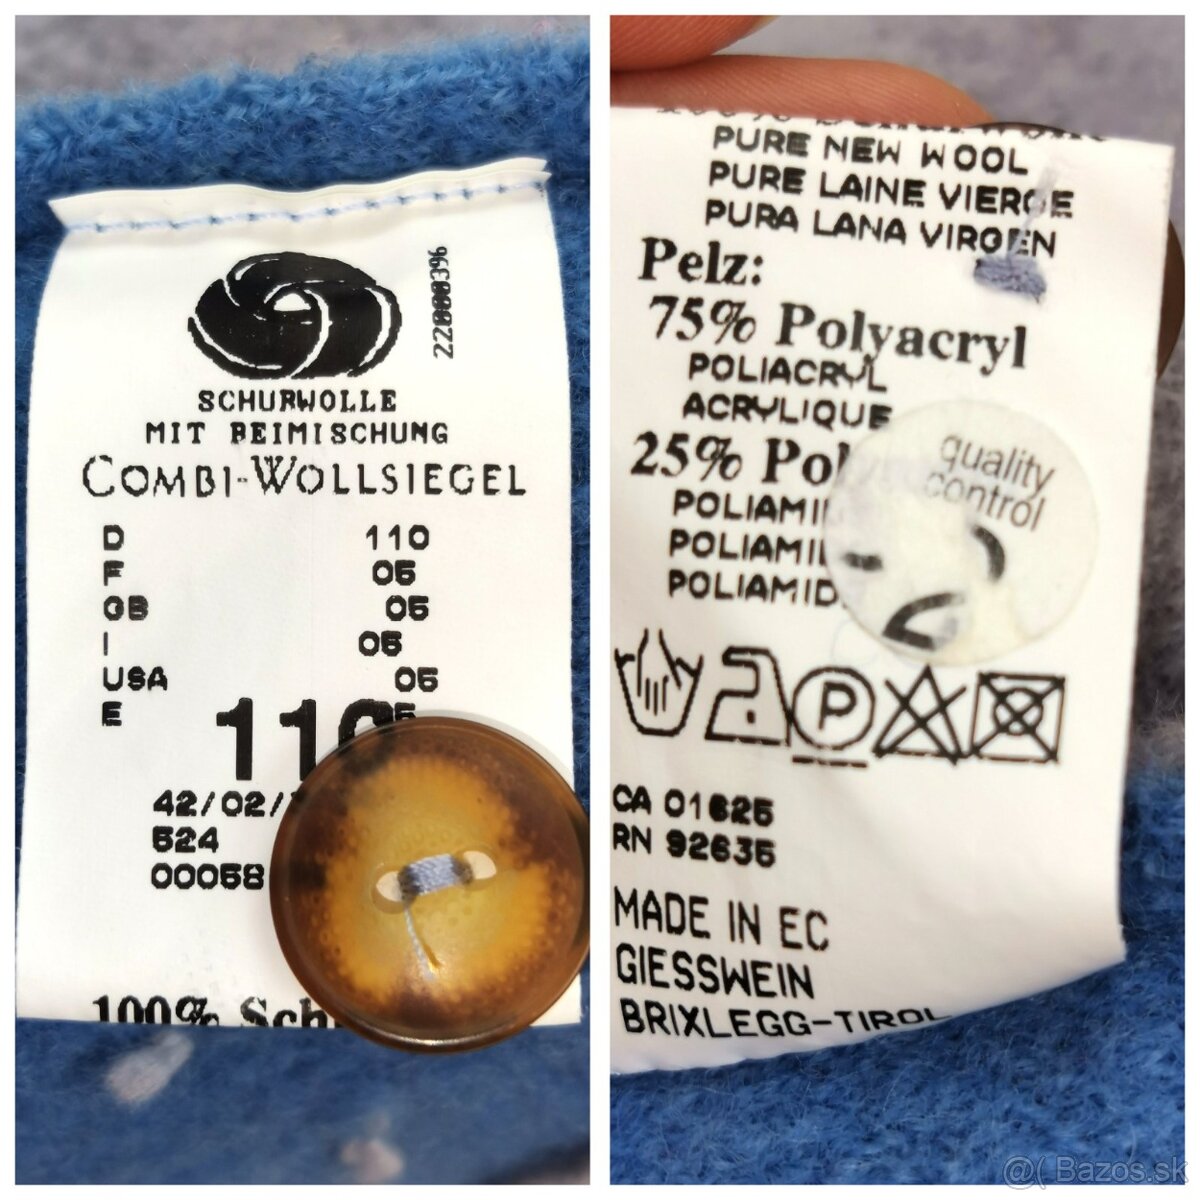 22000396
SCHURWOLLE
MIT BEIMISCHUNG
COMBI-WOLLSIEGEL
D 110
F 05
GB 05
I 05
USA 05
E
42/02/
524
00058
100%
PURE NEW WOOL
PURE LAINE VIERGE
PURA LANA VIRGEN
Pelz:
75% Polyacryl
POLIACRYL
ACRYLIQUE
25%
quality
control
P
CA 01625
RN 92635
MADE IN EC
GIESSWEIN
BRIXLEGG-TIROL
@( Bazos.sk